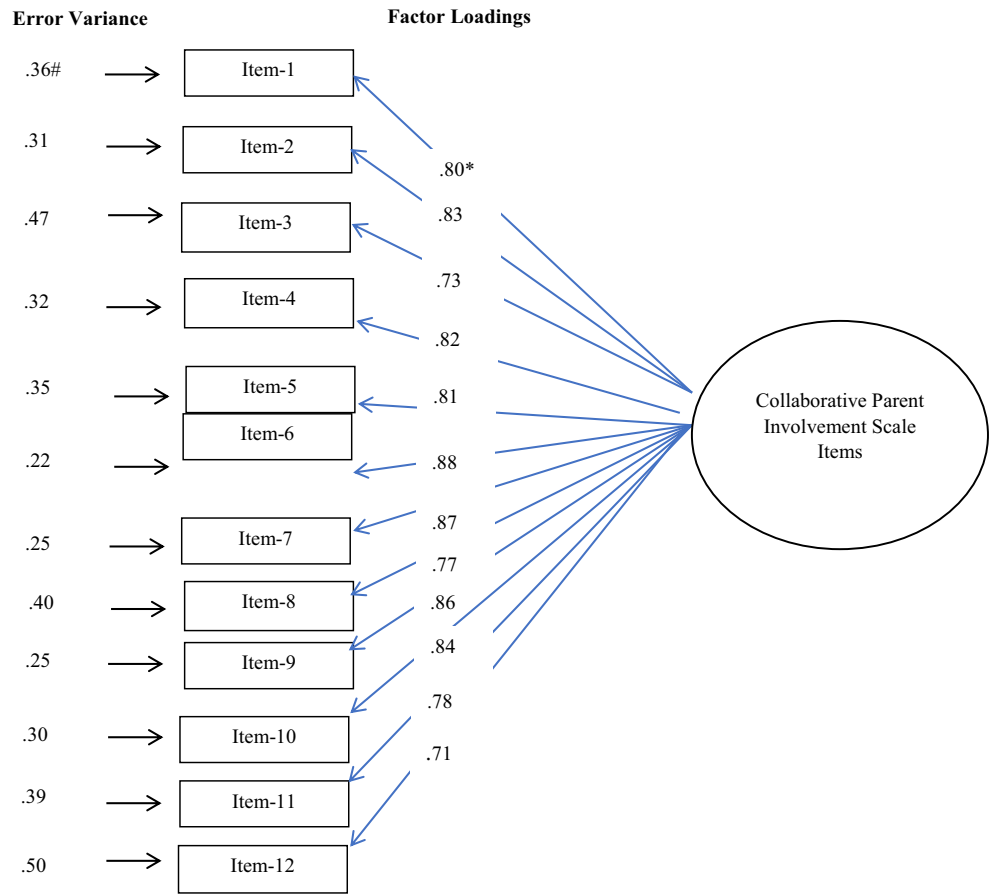 Error Variance
Factor Loadings
.36#
Item-1
.31
Item-2
.80*
.47
Item-3
.83
.73
.32
Item-4
.82
.35
Item-5
.81
Item-6
.22
.88
Collaborative Parent
Involvement Scale
Items
.25
Item-7
.87
.77
.40
Item-8
.86
.25
Item-9
.84
.30
Item-10
.78
.71
.39
Item-11
.50
Item-12